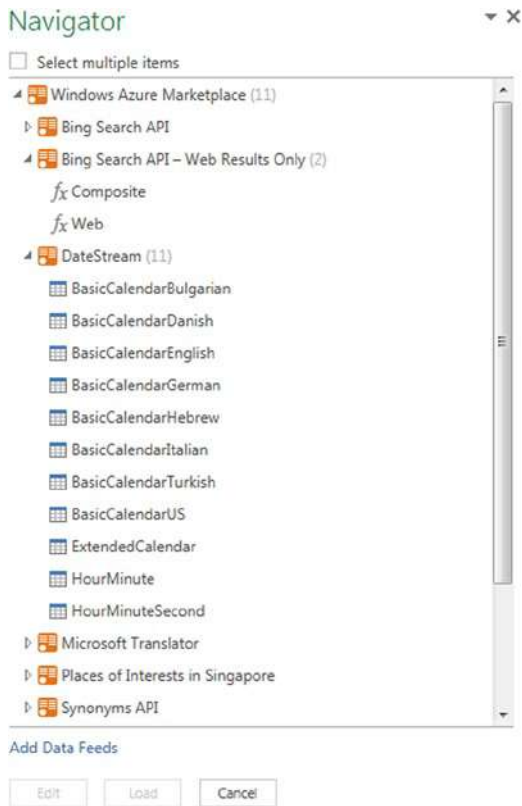 Navigator
Select multiple items
Windows Azure Marketplace (11)
Bing Search API
Bing Search API – Web Results Only (2)
fx Composite
fx Web
DateStream (11)
BasicCalendarBulgarian
BasicCalendarDanish
BasicCalendarEnglish
BasicCalendarGerman
BasicCalendarHebrew
BasicCalendarItalian
BasicCalendarTurkish
BasicCalendarUS
ExtendedCalendar
HourMinute
HourMinuteSecond
Microsoft Translator
Places of Interests in Singapore
Synonyms API
Add Data Feeds
Edit Load Cancel